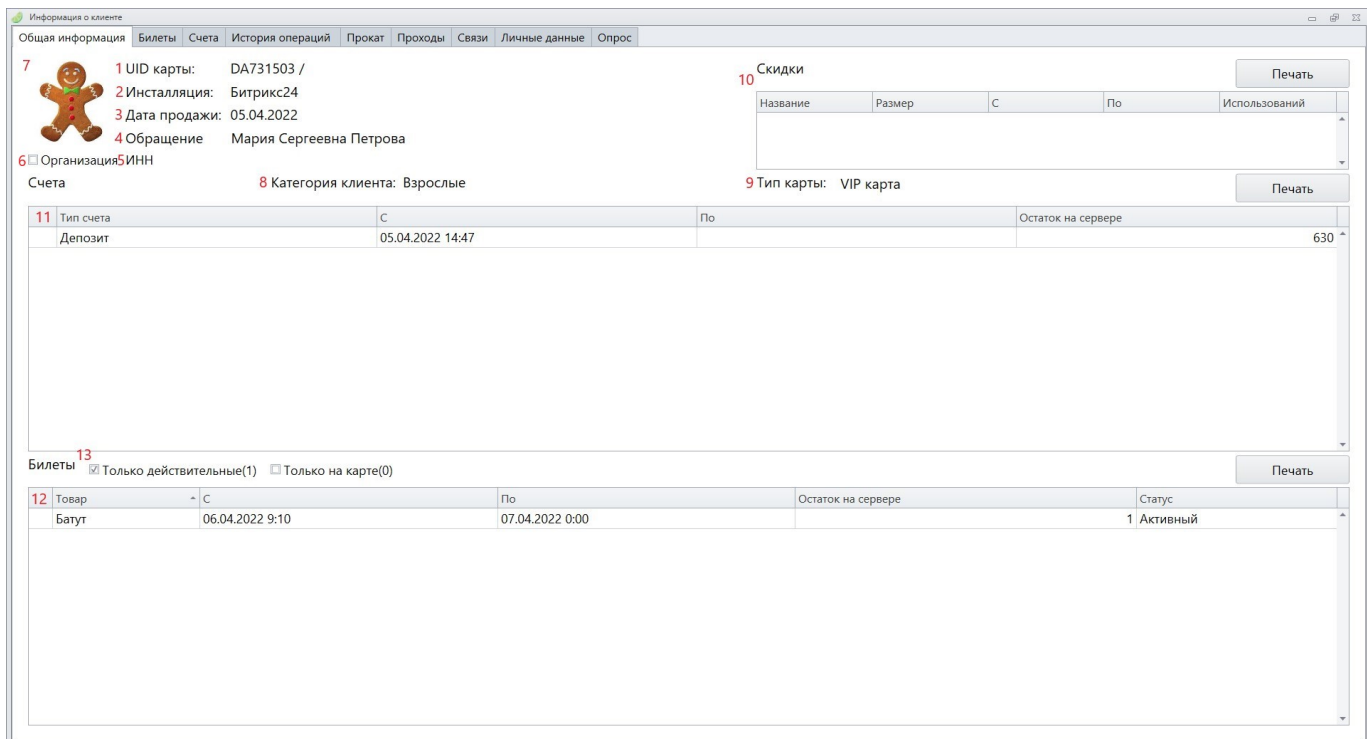 Информация о клиенте
Общая информация Билеты Счета История операций Прокат Проходы Связи Личные данные Опрос
7
1 UID карты: DA731503 /
2 Инсталляция: Битрикс24
3 Дата продажи: 05.04.2022
4 Обращение Мария Сергеевна Петрова
6 Организация 5 ИНН
10 Скидки Печать
Название Размер С По Использований
Счета 8 Категория клиента: Взрослые 9 Тип карты: VIP карта Печать
11 Тип счета С По Остаток на сервере
Депозит 05.04.2022 14:47 630
Билеты 13 Только действительные(1) Только на карте(0) Печать
12 Товар С По Остаток на сервере Статус
Батут 06.04.2022 9:10 07.04.2022 0:00 1 Активный